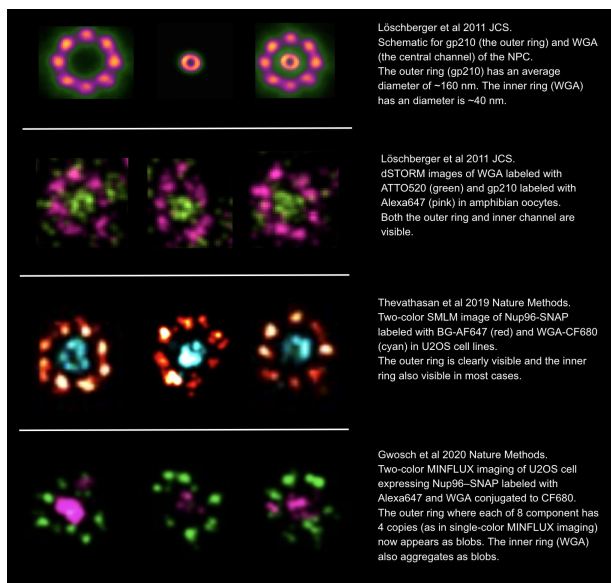 Löschberger et al 2011 JCS.
Schematic for gp210 (the outer ring) and WGA
(the central channel) of the NPC.
The outer ring (gp210) has an average
diameter of ~160 nm. The inner ring (WGA)
has an diameter is ~40 nm.
Löschberger et al 2011 JCS.
dSTORM images of WGA labeled with
ATTO520 (green) and gp210 labeled with
Alexa647 (pink) in amphibian oocytes.
Both the outer ring and inner channel are
visible.
Thevathasan et al 2019 Nature Methods.
Two-color SMLM image of Nup96-SNAP
labeled with BG-AF647 (red) and WGA-CF680
(cyan) in U2OS cell lines.
The outer ring is clearly visible and the inner
ring also visible in most cases.
Gwosch et al 2020 Nature Methods.
Two-color MINFLUX imaging of U2OS cell
expressing Nup96–SNAP labeled with
Alexa647 and WGA conjugated to CF680.
The outer ring where each of 8 component has
4 copies (as in single-color MINFLUX imaging)
now appears as blobs. The inner ring (WGA)
also aggregates as blobs.